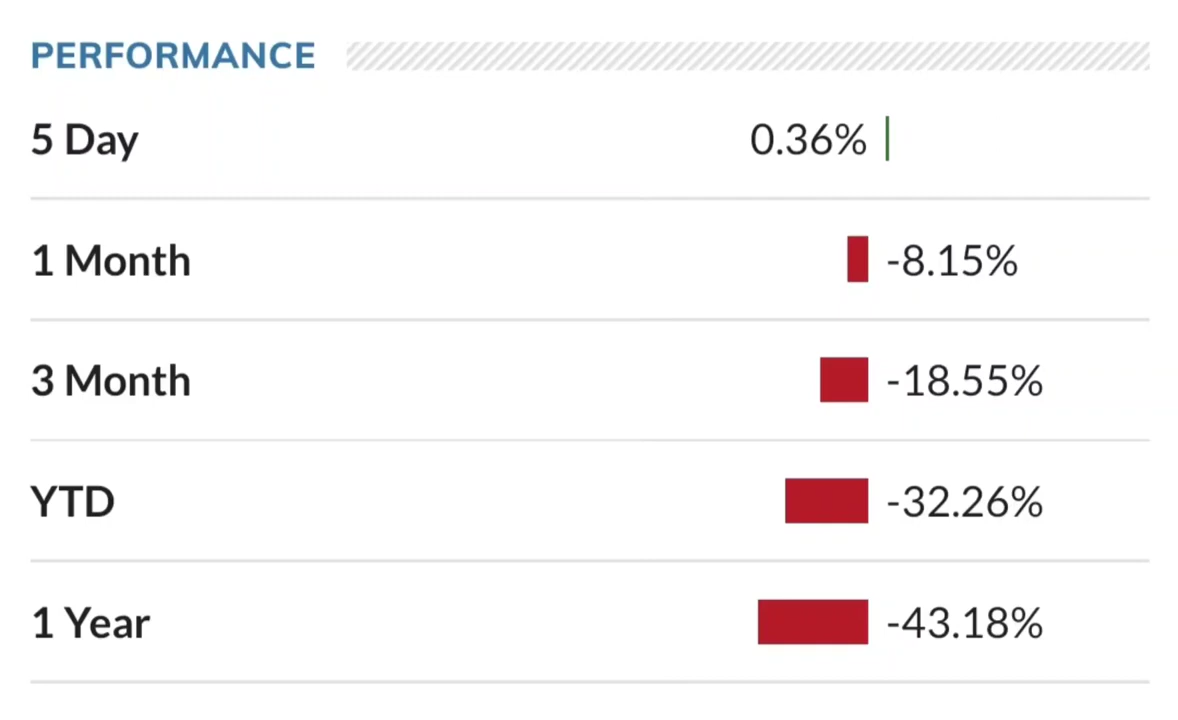 PERFORMANCE
5 Day 0.36%
1 Month -8.15%
3 Month -18.55%
YTD -32.26%
1 Year -43.18%